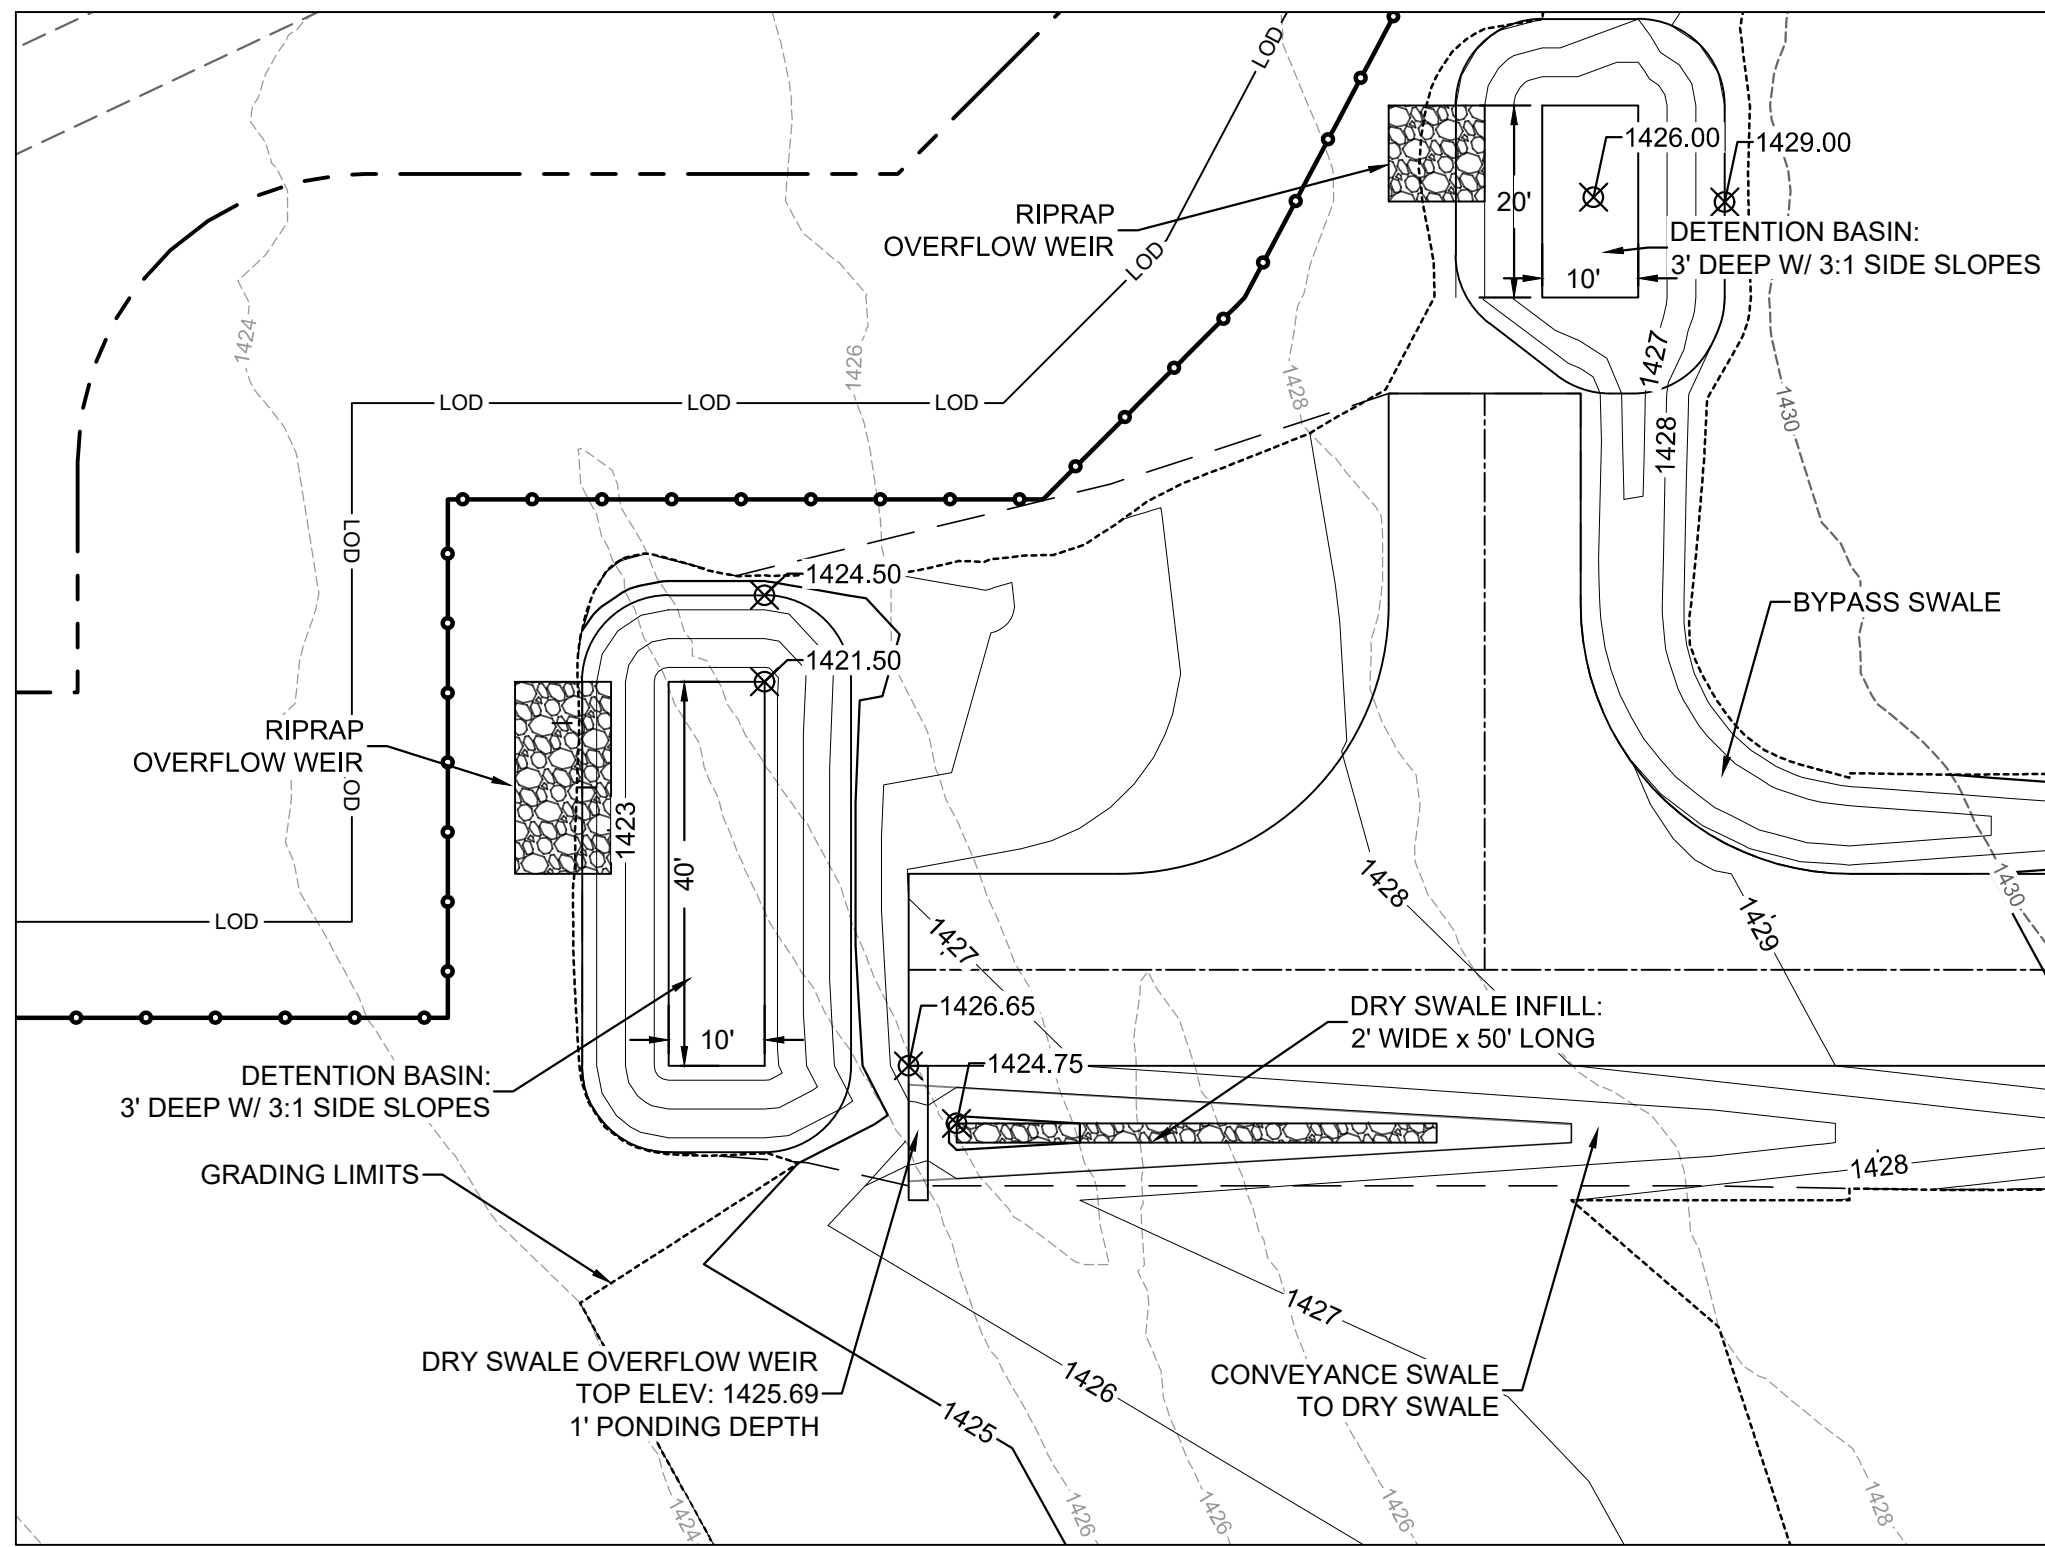 LOD
1426.00
1429.00
20'
RIPRAP
OVERFLOW WEIR
DETENTION BASIN:
3' DEEP W/ 3:1 SIDE SLOPES
10'
LOD
1424
1426
1428
1427
1430
LOD
LOD
LOD
1428
LOD
1424.50
BYPASS SWALE
1421.50
RIPRAP
OVERFLOW WEIR
LOD
1423
40'
1428
1430
LOD
1427
1429
1426.65
DRY SWALE INFILL:
2' WIDE x 50' LONG
10'
1424.75
DETENTION BASIN:
3' DEEP W/ 3:1 SIDE SLOPES
GRADING LIMITS
1428
1427
DRY SWALE OVERFLOW WEIR
TOP ELEV: 1425.69
1' PONDING DEPTH
1426
1425
CONVEYANCE SWALE
TO DRY SWALE
1424
1426
1426
1426
1428